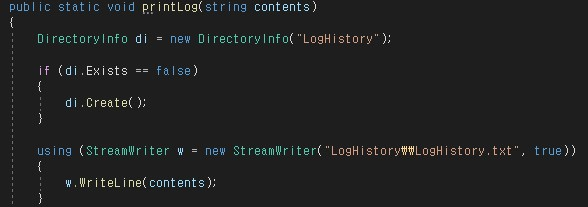 public static void printLog(string contents)
{
DirectoryInfo di = new DirectoryInfo("LogHistory");
if (di.Exists == false)
{
di.Create();
}
using (StreamWriter w = new StreamWriter("LogHistory₩₩LogHistory.txt", true))
{
w.WriteLine(contents);
}